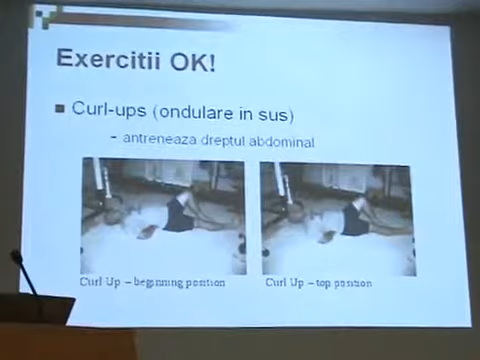 Exercitii OK!
Curl-ups (ondulare in sus)
- antreneaza dreptul abdominal
Curl Up – beginning position
Curl Up – top position